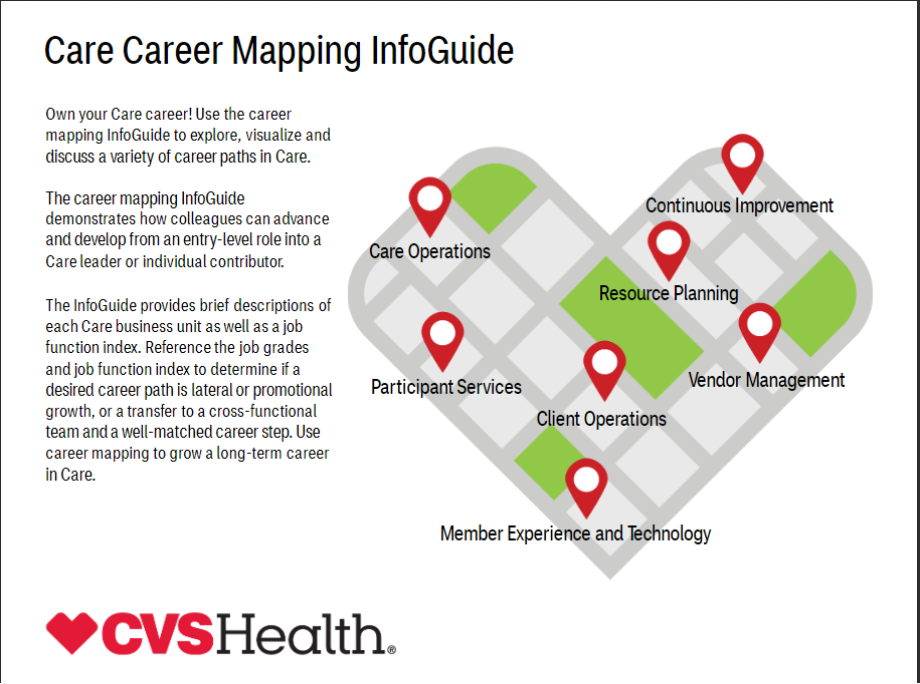 Care Career Mapping InfoGuide
Own your Care career! Use the career
mapping InfoGuide to explore, visualize and
discuss a variety of career paths in Care.
The career mapping InfoGuide
demonstrates how colleagues can advance
and develop from an entry-level role into a
Care leader or individual contributor.
The InfoGuide provides brief descriptions of
each Care business unit as well as a job
function index. Reference the job grades
and job function index to determine if a
desired career path is lateral or promotional
growth, or a transfer to a cross-functional
team and a well-matched career step. Use
career mapping to grow a long-term career
in Care.
Continuous Improvement
Care Operations
Resource Planning
Participant Services
Vendor Management
Client Operations
Member Experience and Technology
CVSHealth®